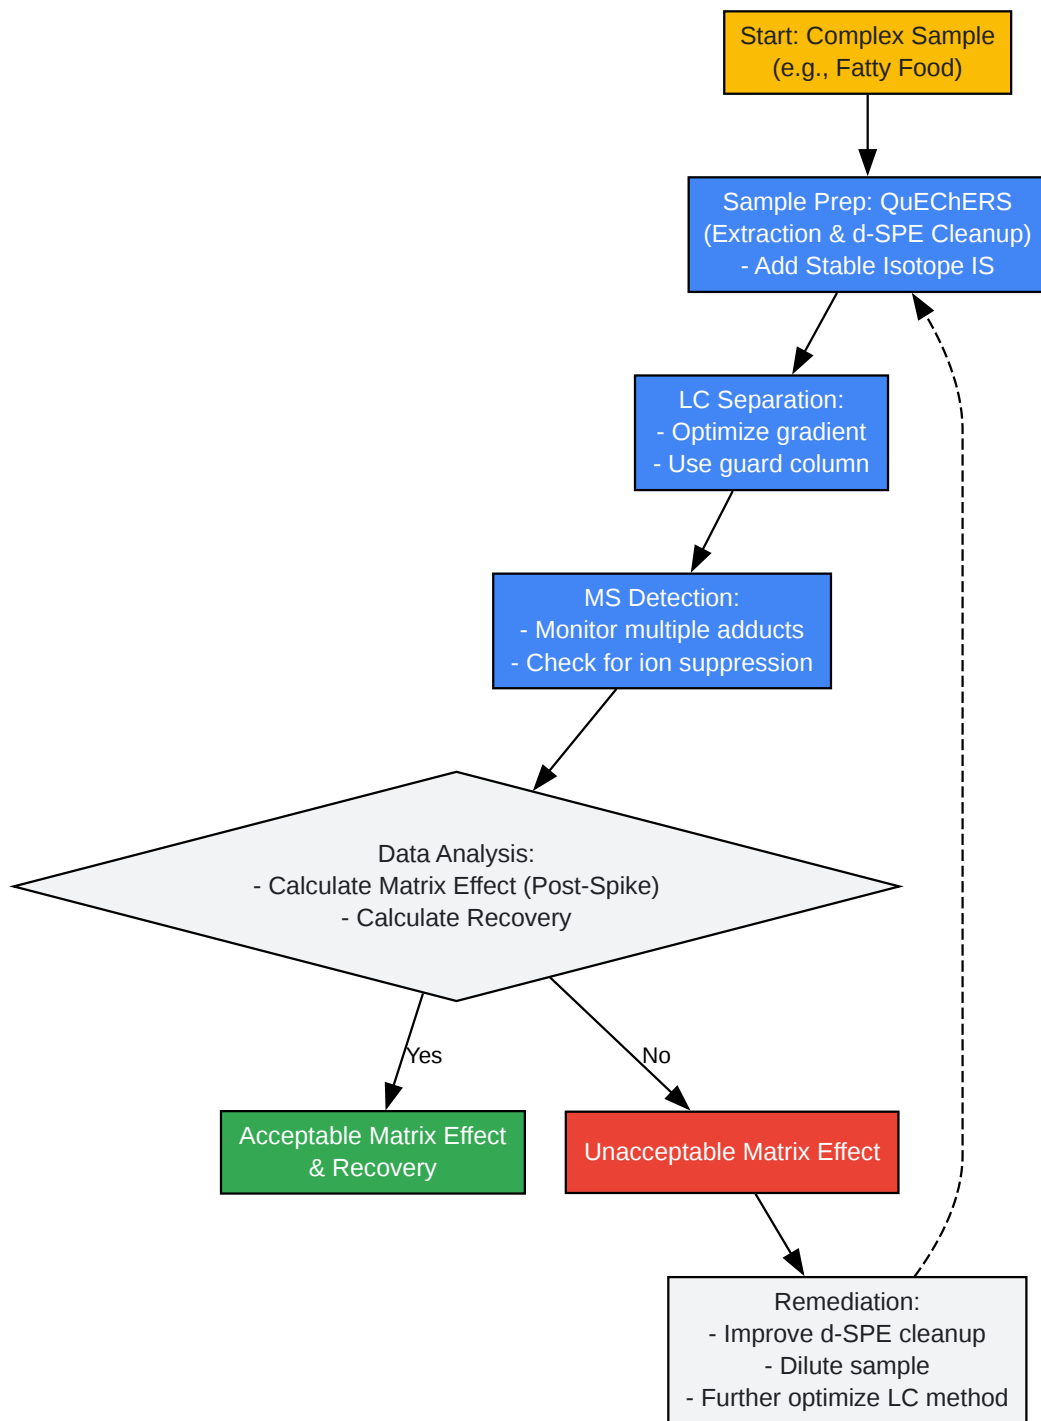 Start: Complex Sample
(e.g., Fatty Food)
Sample Prep: QuEChERS
(Extraction & d-SPE Cleanup)
- Add Stable Isotope IS
LC Separation:
- Optimize gradient
- Use guard column
MS Detection:
- Monitor multiple adducts
- Check for ion suppression
Data Analysis:
- Calculate Matrix Effect (Post-Spike)
- Calculate Recovery
Yes
No
Acceptable Matrix Effect
& Recovery
Unacceptable Matrix Effect
Remediation:
- Improve d-SPE cleanup
- Dilute sample
- Further optimize LC method